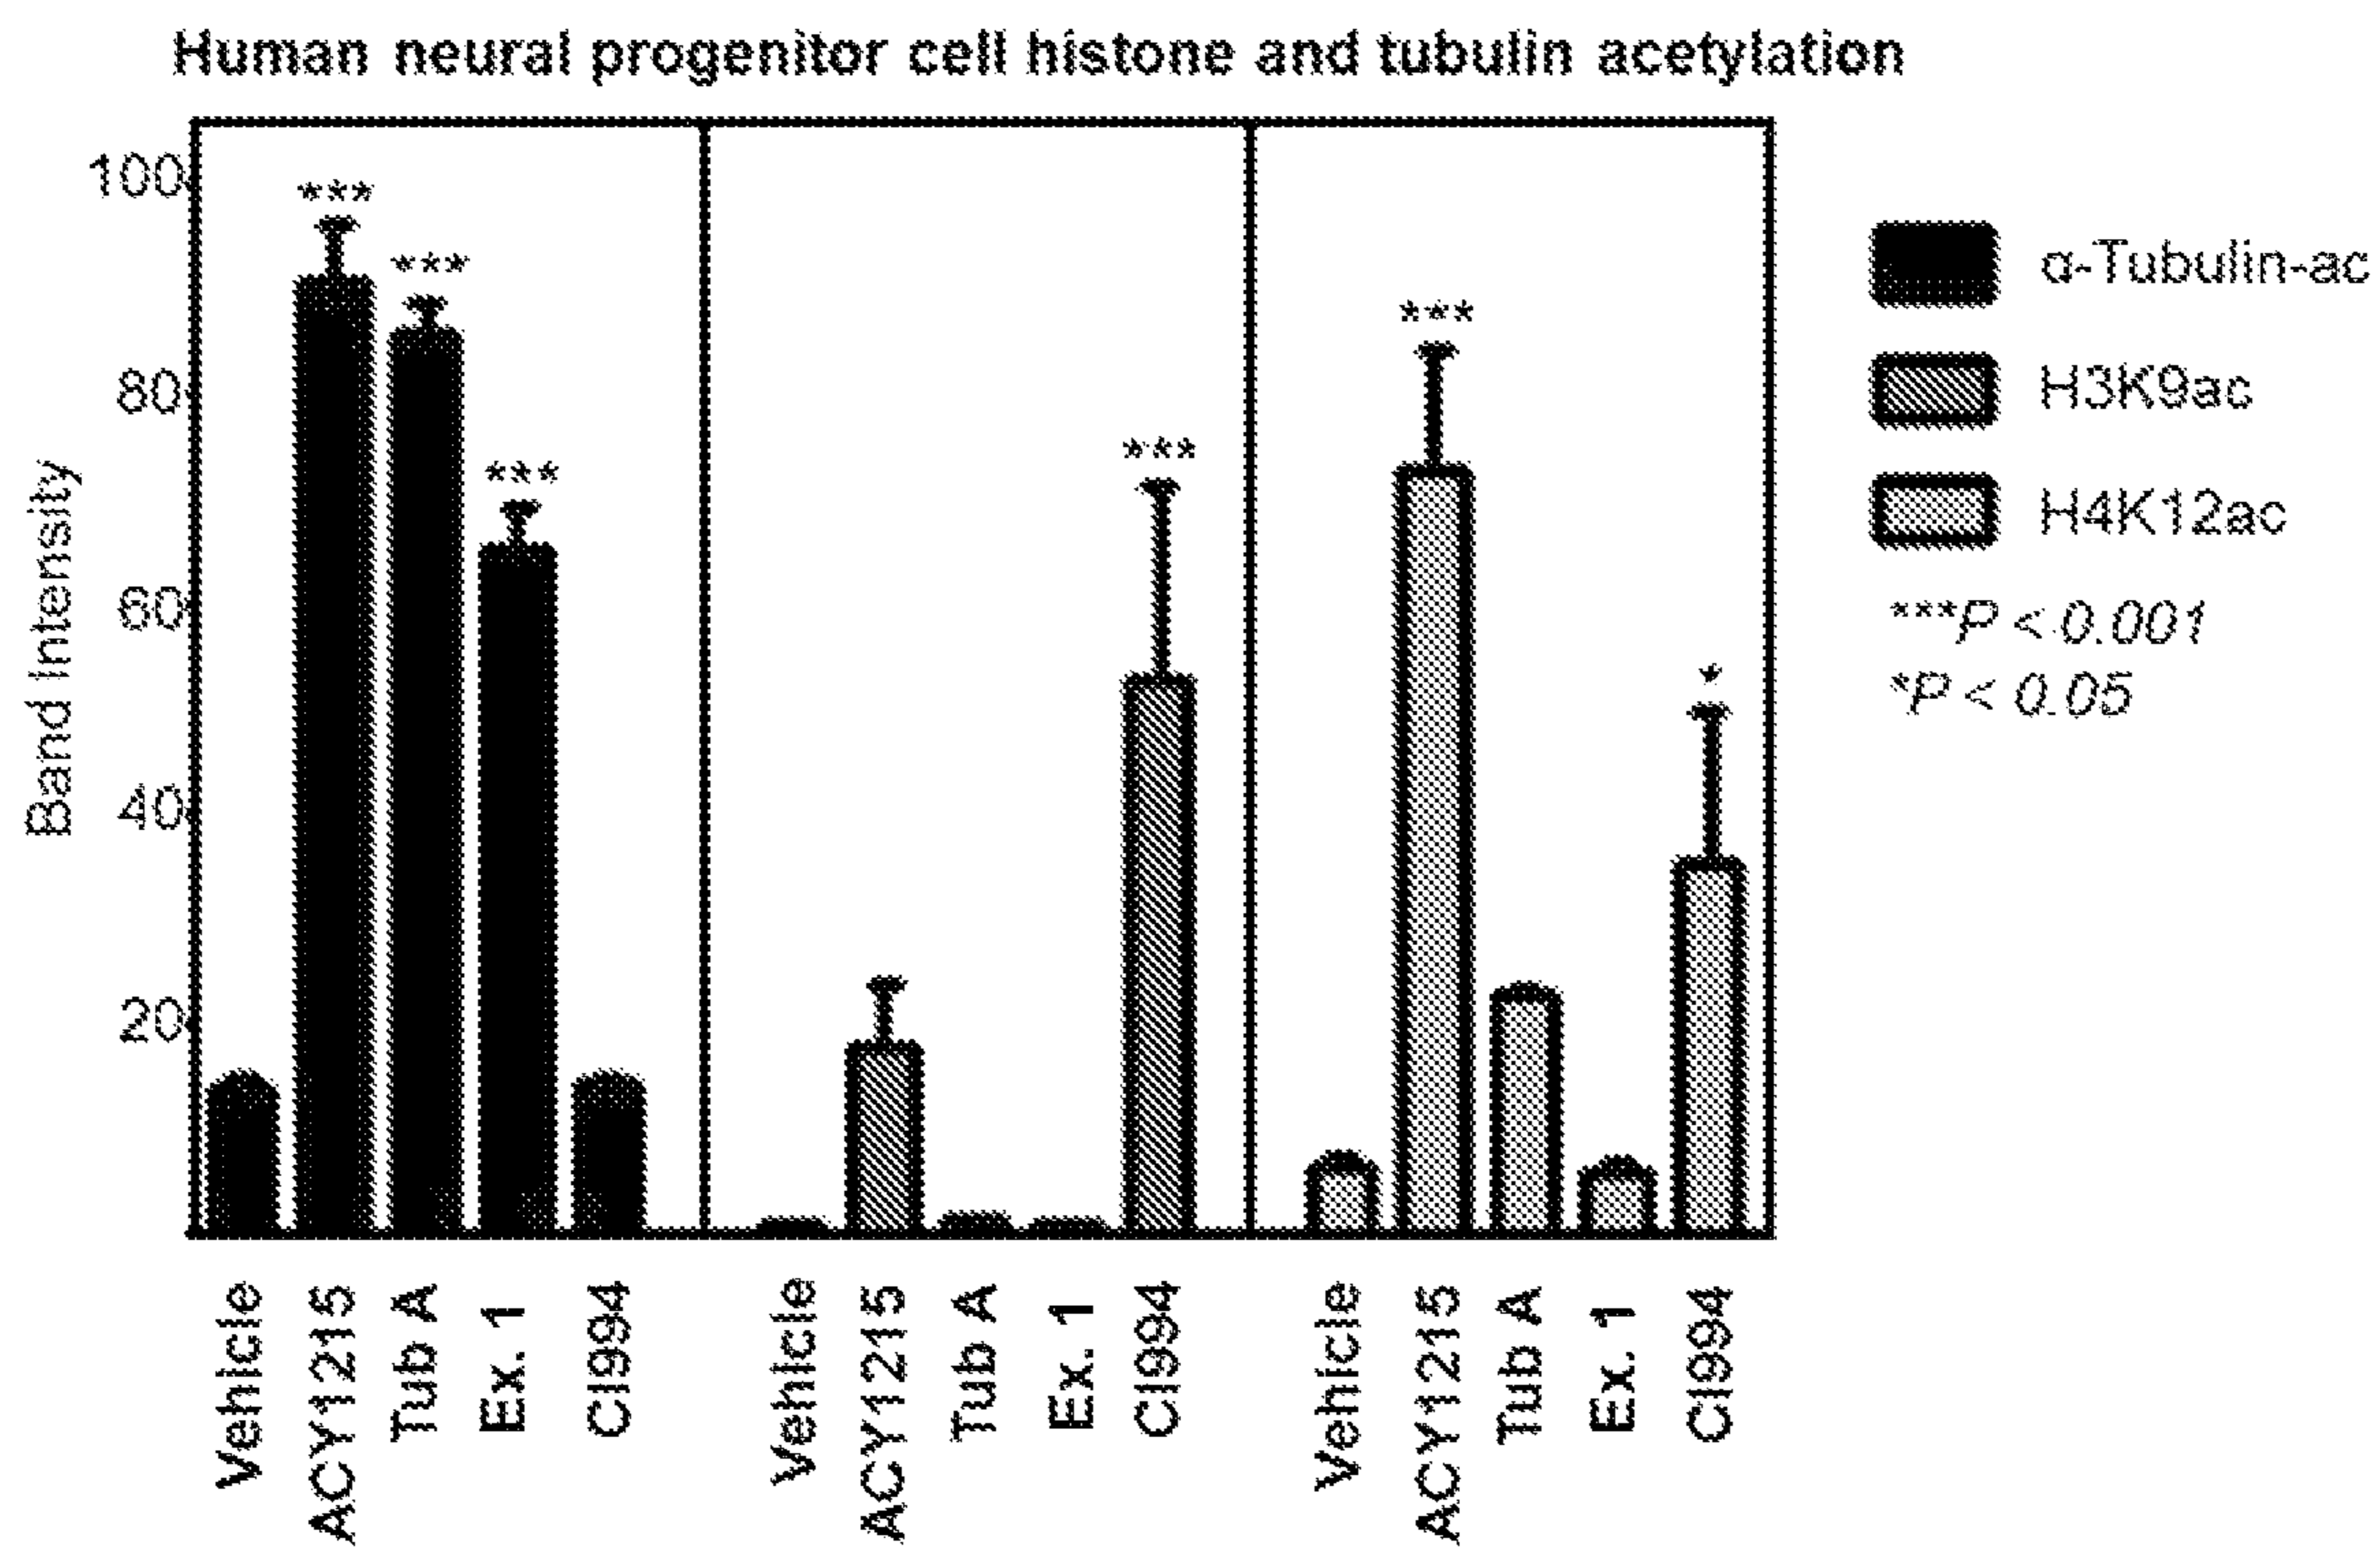 Human neural progenitor cell histone and tubulin acetylation
Band Intensity
100
80
60
40
20
***
***
***
***
***
*
α-Tubulin-ac
H3K9ac
H4K12ac
***P < 0.001
*P < 0.05
Vehicle
ACY1215
Tub A
Ex. 1
CI994
Vehicle
ACY1215
Tub A
Ex. 1
CI994
Vehicle
ACY1215
Tub A
Ex. 1
CI994